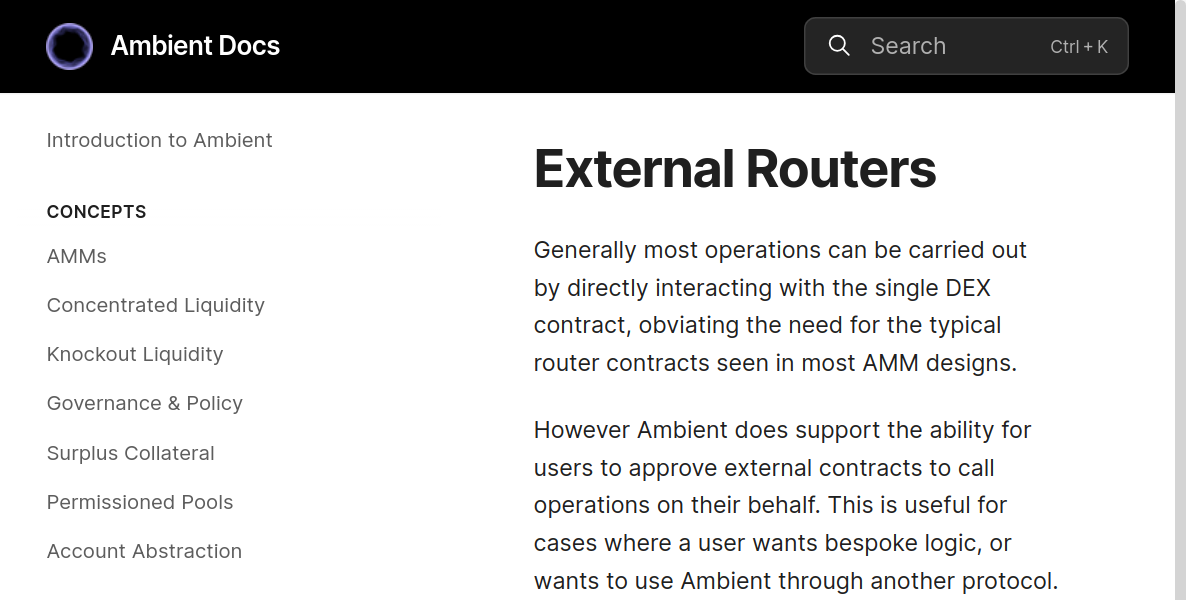 Ambient Docs
Search
Ctrl + K
Introduction to Ambient
CONCEPTS
AMMs
Concentrated Liquidity
Knockout Liquidity
Governance & Policy
Surplus Collateral
Permissioned Pools
Account Abstraction
External Routers
Generally most operations can be carried out
by directly interacting with the single DEX
contract, obviating the need for the typical
router contracts seen in most AMM designs.
However Ambient does support the ability for
users to approve external contracts to call
operations on their behalf. This is useful for
cases where a user wants bespoke logic, or
wants to use Ambient through another protocol.